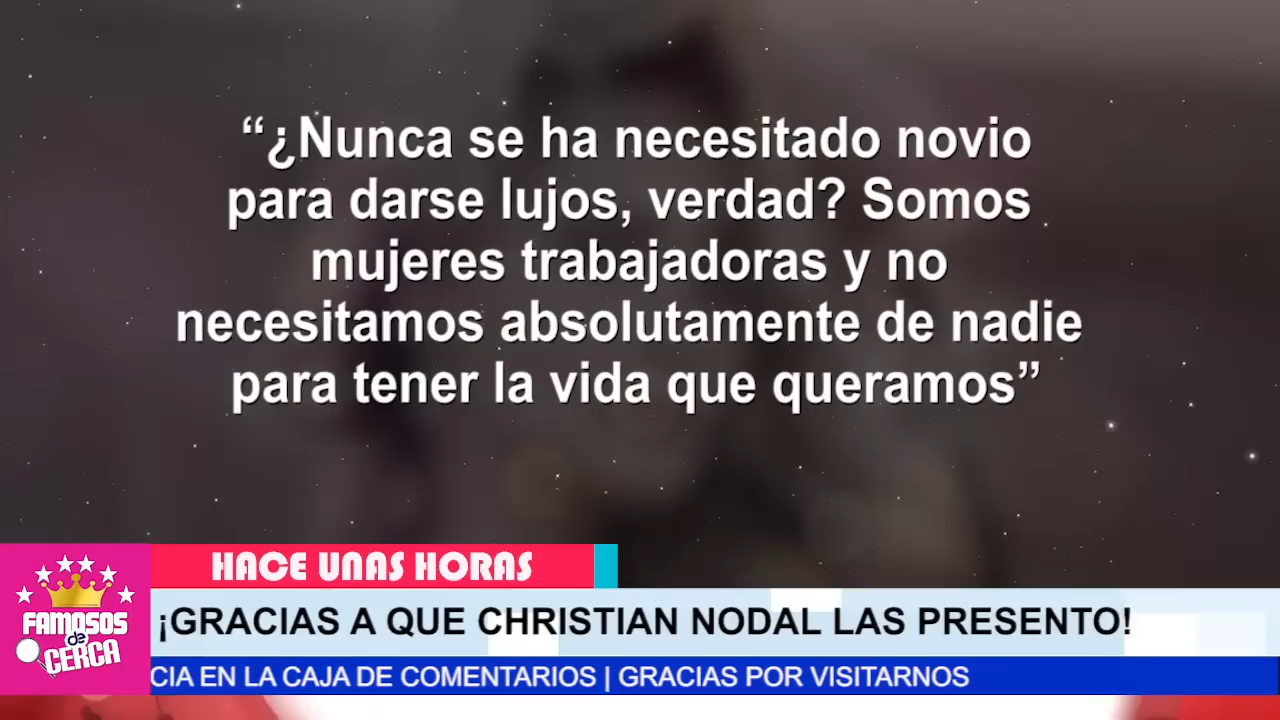 “¿Nunca se ha necesitado novio
para darse lujos, verdad? Somos
mujeres trabajadoras y no
necesitamos absolutamente de nadie
para tener la vida que queramos”
HACE UNAS HORAS
¡GRACIAS A QUE CHRISTIAN NODAL LAS PRESENTO!
FAMOSOS
de
CERCA
CIA EN LA CAJA DE COMENTARIOS | GRACIAS POR VISITARNOS